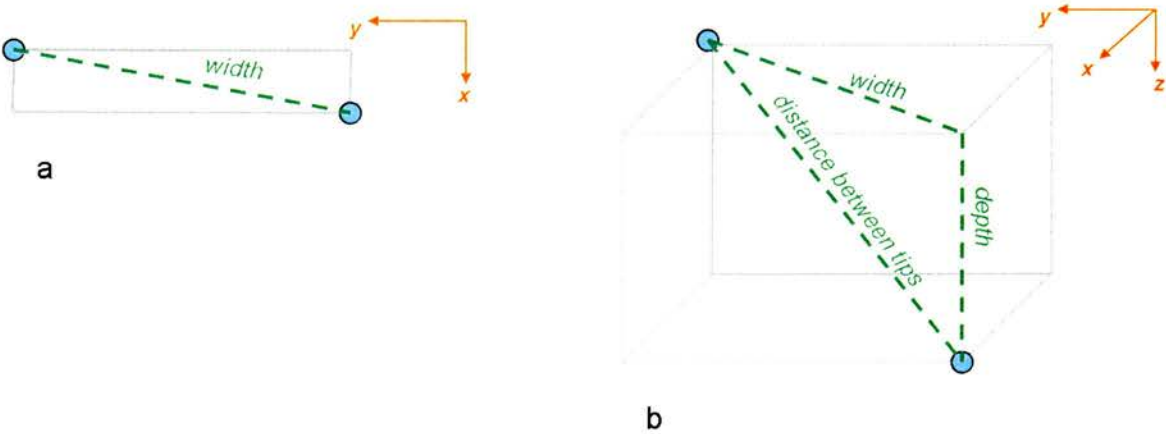 y
width
x
a
y
x
z
width
distance between tips
depth
b